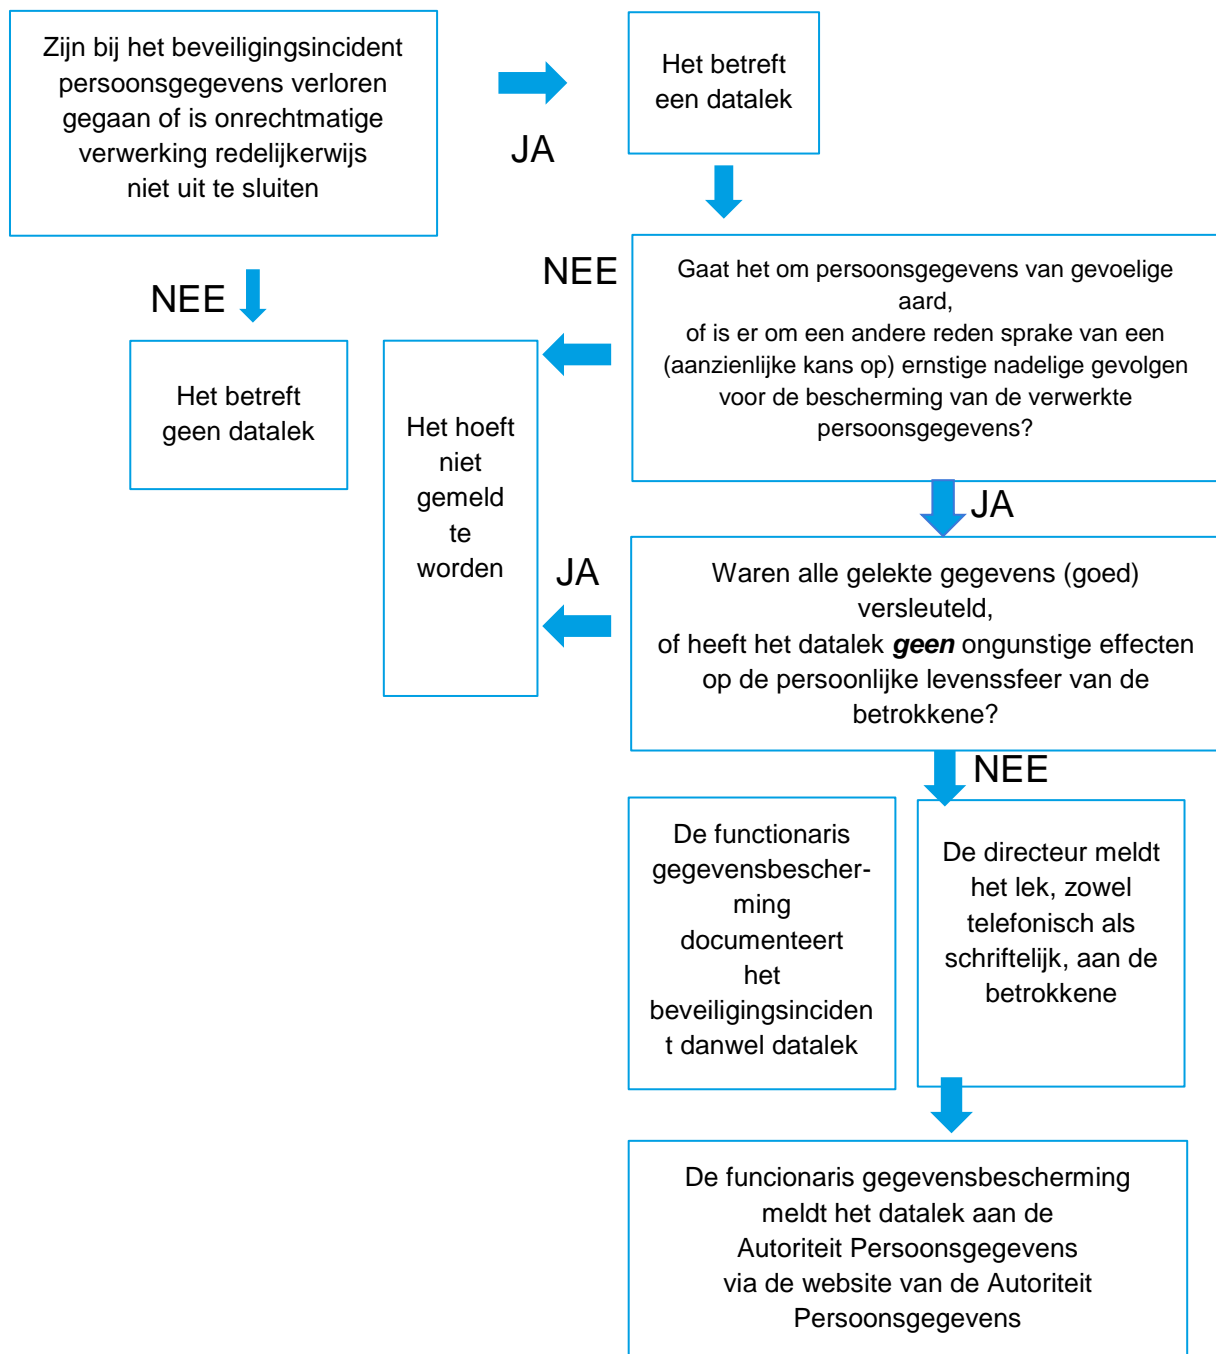 Zijn bij het beveiligingsincident
persoonsgegevens verloren
gegaan of is onrechtmatige
verwerking redelijkerwijs
niet uit te sluiten
JA
Het betreft
een datalek
NEE
Het betreft
geen datalek
NEE
Gaat het om persoonsgegevens van gevoelige
aard,
of is er om een andere reden sprake van een
(aanzienlijke kans op) ernstige nadelige gevolgen
voor de bescherming van de verwerkte
persoonsgegevens?
Het hoeft
niet
gemeld
te
worden
JA
JA
Waren alle gelekte gegevens (goed)
versleuteld,
of heeft het datalek geen ongunstige effecten
op de persoonlijke levenssfeer van de
betrokkene?
NEE
De functionaris
gegevensbescher-
ming
documenteert
het
beveiligingsinciden
t danwel datalek
De directeur meldt
het lek, zowel
telefonisch als
schriftelijk, aan de
betrokkene
De funcionaris gegevensbescherming
meldt het datalek aan de
Autoriteit Persoonsgegevens
via de website van de Autoriteit
Persoonsgegevens